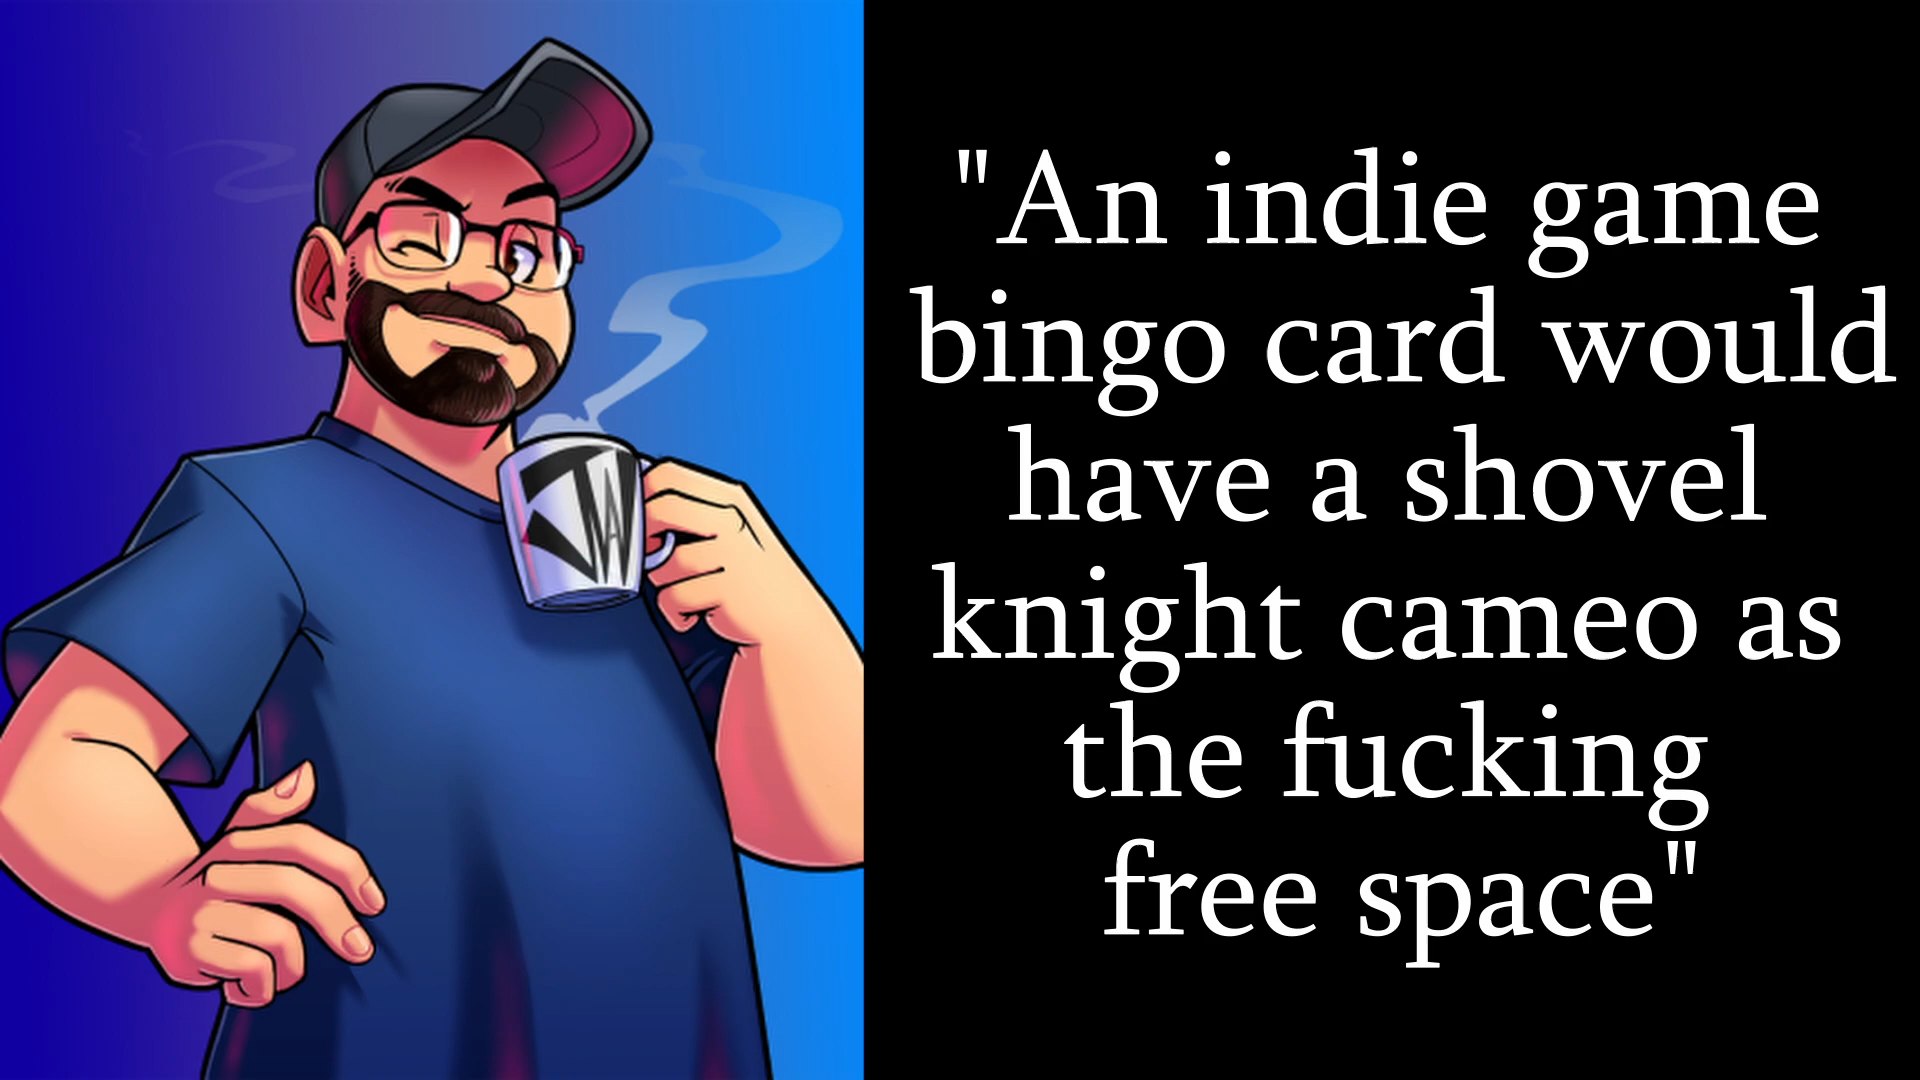 "An indie game
bingo card would
have a shovel
knight cameo as
the fucking
free space"